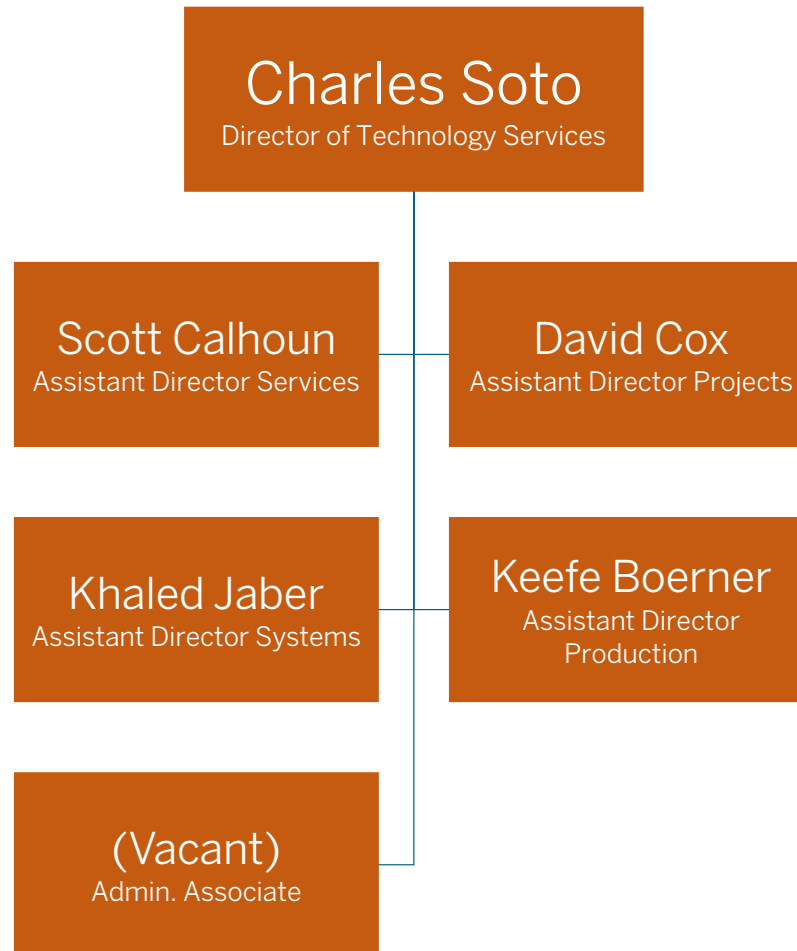 Charles Soto
Director of Technology Services
Scott Calhoun
Assistant Director Services
David Cox
Assistant Director Projects
Khaled Jaber
Assistant Director Systems
Keefe Boerner
Assistant Director
Production
(Vacant)
Admin. Associate